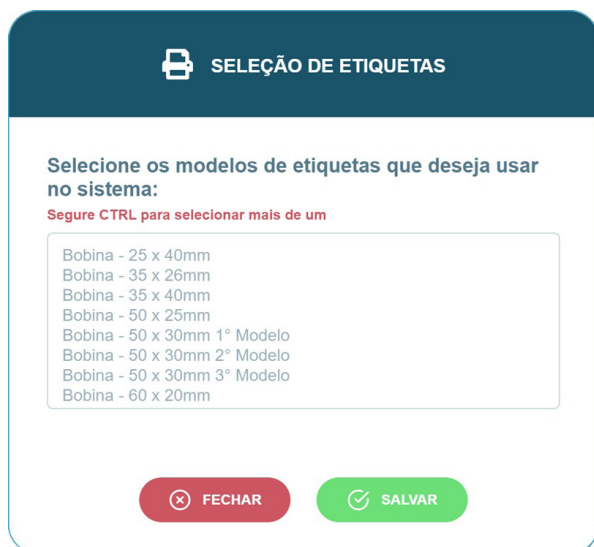 SELEÇÃO DE ETIQUETAS
Selecione os modelos de etiquetas que deseja usar
no sistema:
Segure CTRL para selecionar mais de um
Bobina - 25 x 40mm
Bobina - 35 x 26mm
Bobina - 35 x 40mm
Bobina - 50 x 25mm
Bobina - 50 x 30mm 1° Modelo
Bobina - 50 x 30mm 2° Modelo
Bobina - 50 x 30mm 3° Modelo
Bobina - 60 x 20mm
FECHAR
SALVAR